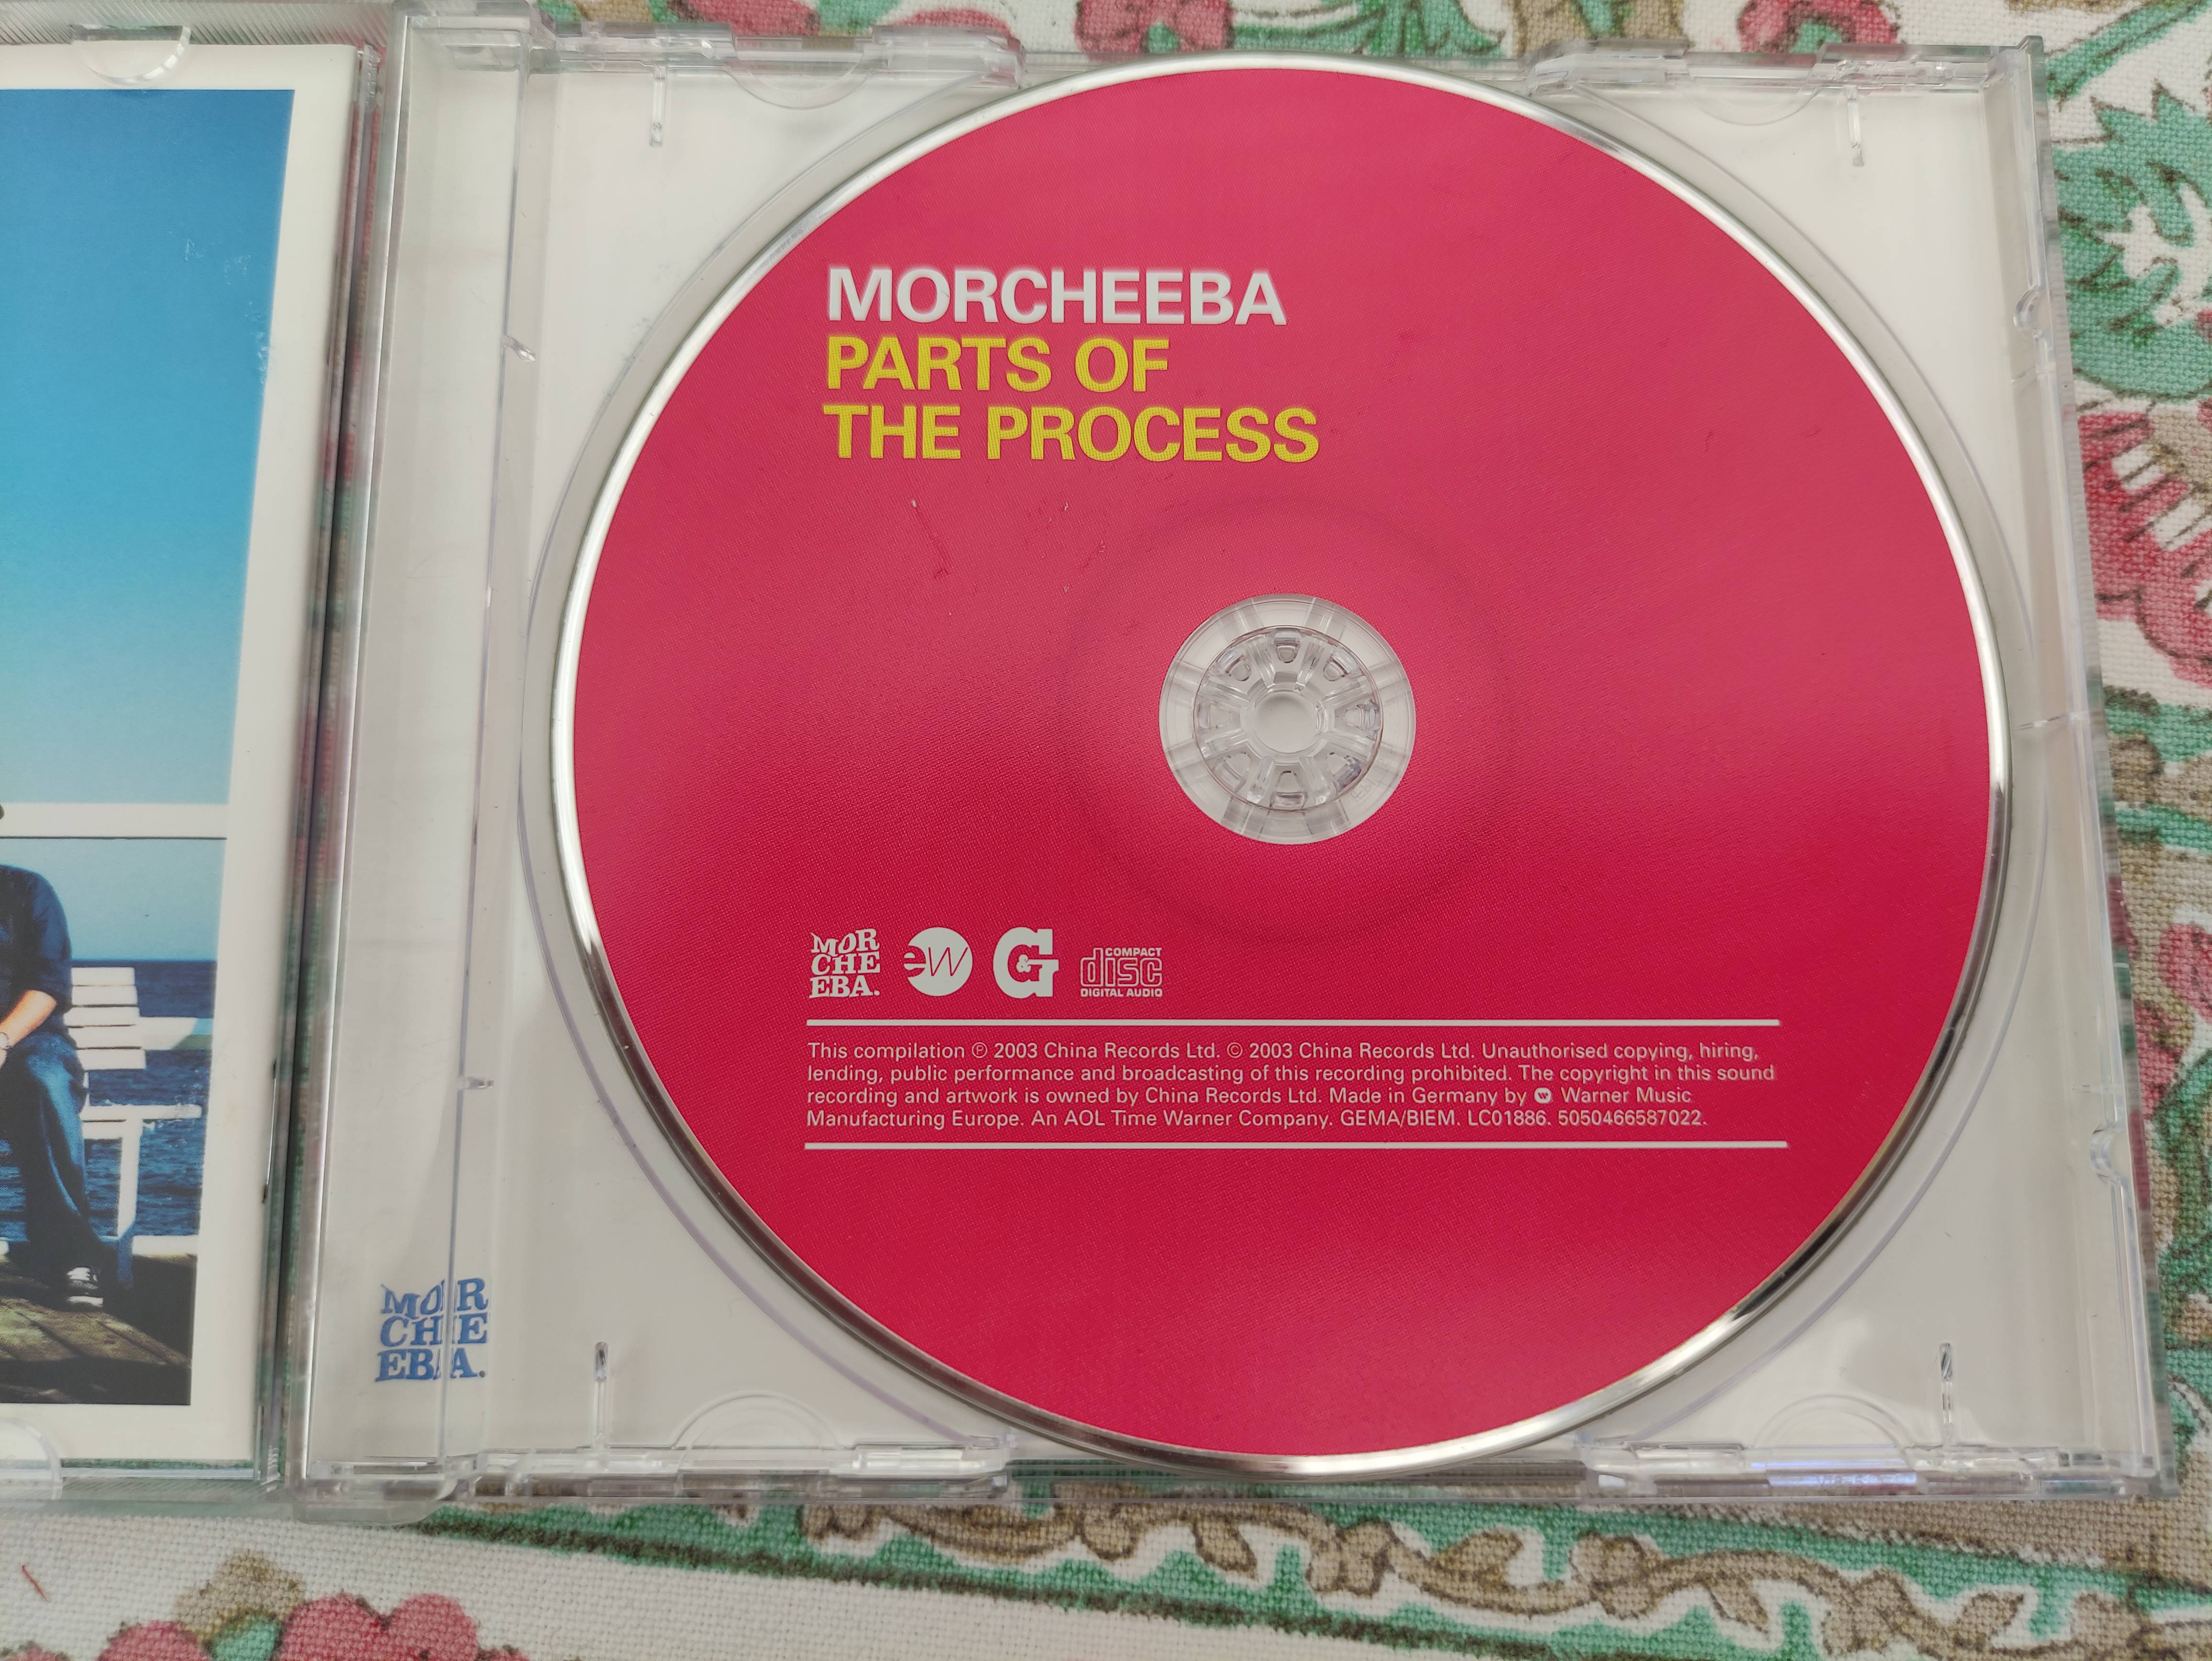 MORCHEEBA
PARTS OF
THE PROCESS
MOR
CHE
EBA.
ew
G&T
COMPACT
disc
DIGITAL AUDIO
This compilation ℗ 2003 China Records Ltd. © 2003 China Records Ltd. Unauthorised copying, hiring,
lending, public performance and broadcasting of this recording prohibited. The copyright in this sound
recording and artwork is owned by China Records Ltd. Made in Germany by W Warner Music
Manufacturing Europe. An AOL Time Warner Company. GEMA/BIEM. LC01886. 5050466587022.
MOR
CHE
EBA.